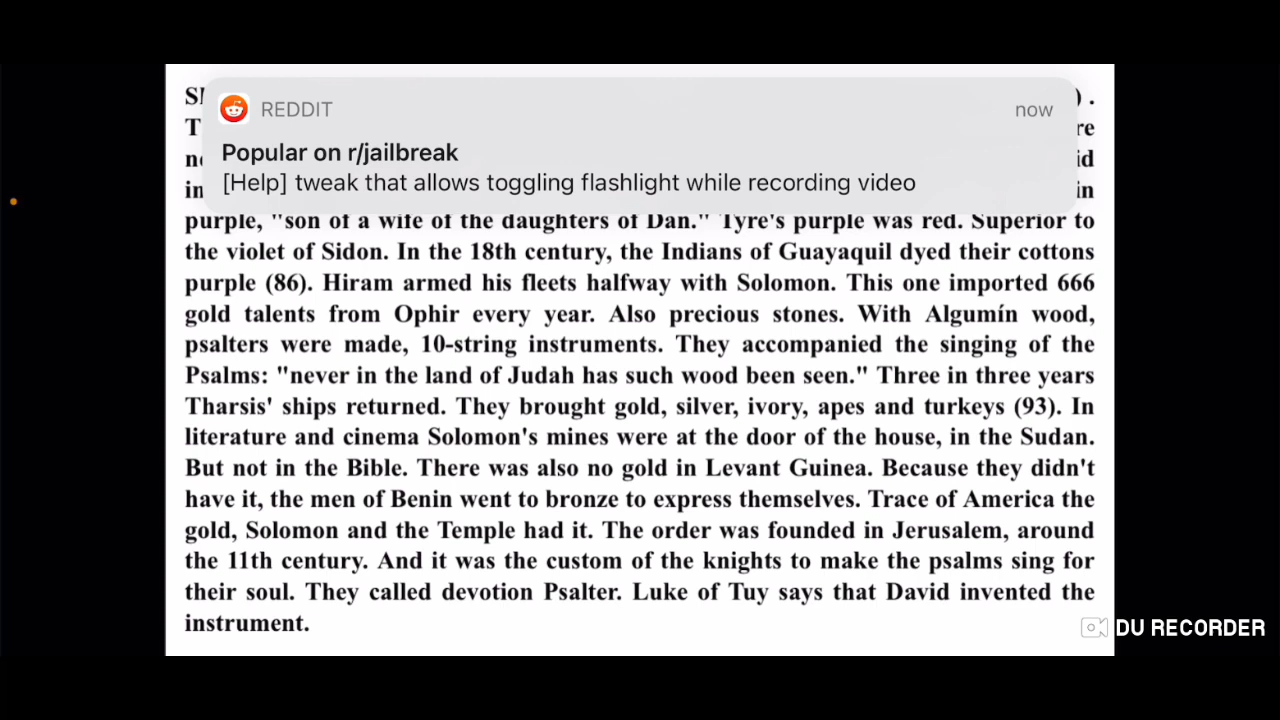 REDDIT
now
Popular on r/jailbreak
[Help] tweak that allows toggling flashlight while recording video
) .
in
purple, "son of a wife of the daughters of Dan." Tyre's purple was red. Superior to
the violet of Sidon. In the 18th century, the Indians of Guayaquil dyed their cottons
purple (86). Hiram armed his fleets halfway with Solomon. This one imported 666
gold talents from Ophir every year. Also precious stones. With Algumín wood,
psalters were made, 10-string instruments. They accompanied the singing of the
Psalms: "never in the land of Judah has such wood been seen." Three in three years
Tharsis' ships returned. They brought gold, silver, ivory, apes and turkeys (93). In
literature and cinema Solomon's mines were at the door of the house, in the Sudan.
But not in the Bible. There was also no gold in Levant Guinea. Because they didn't
have it, the men of Benin went to bronze to express themselves. Trace of America the
gold, Solomon and the Temple had it. The order was founded in Jerusalem, around
the 11th century. And it was the custom of the knights to make the psalms sing for
their soul. They called devotion Psalter. Luke of Tuy says that David invented the
instrument.
DU RECORDER